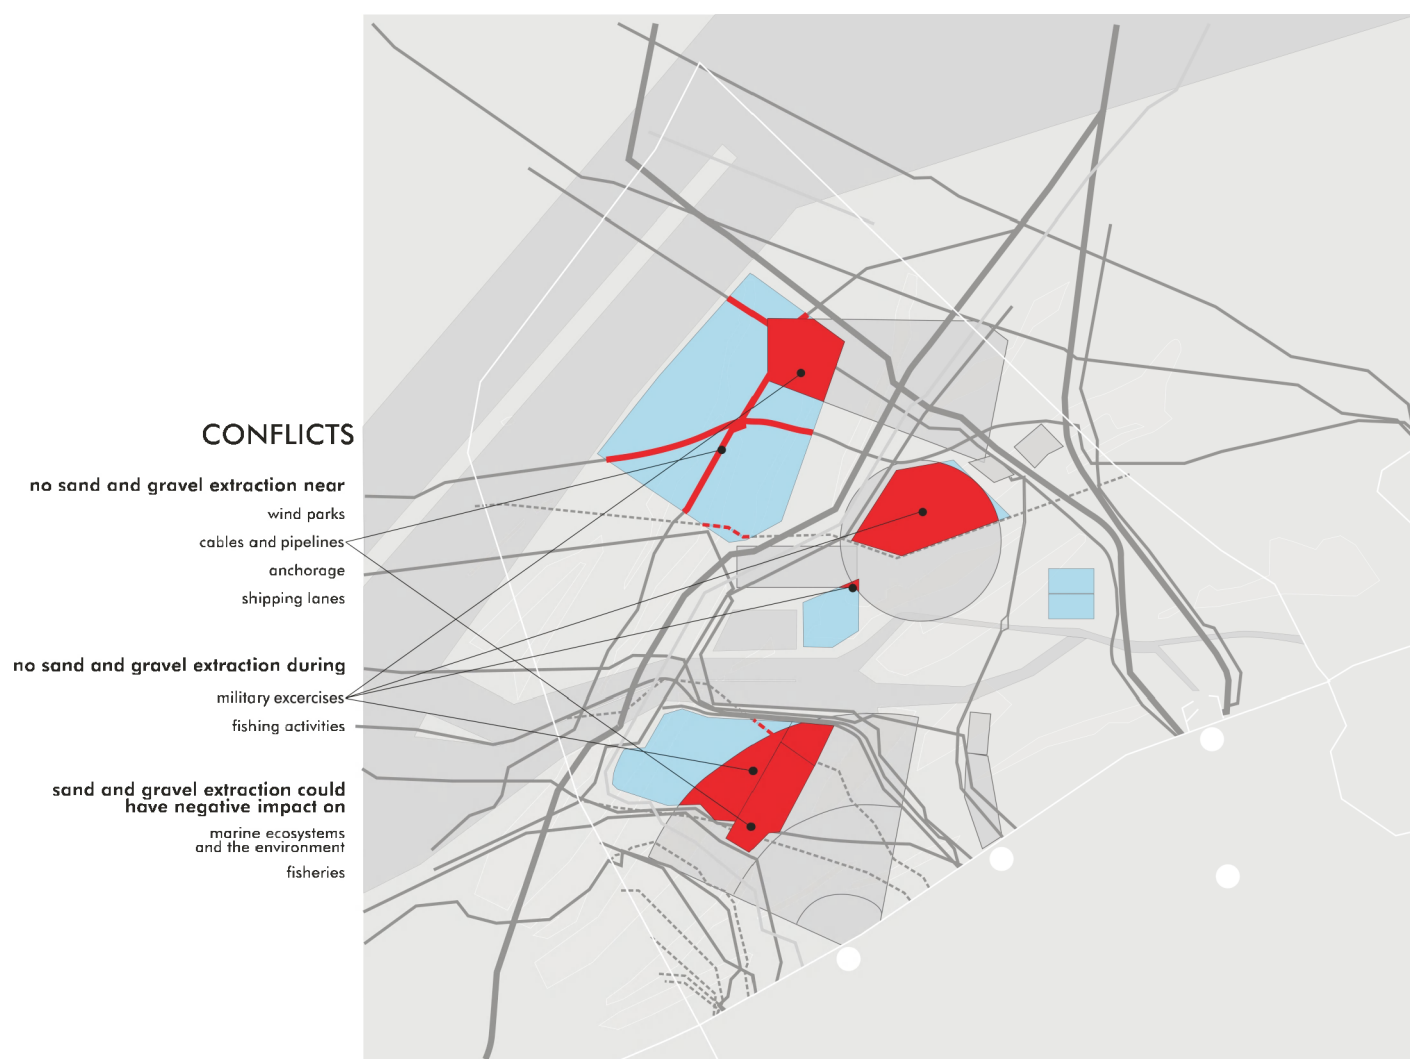 CONFLICTS
no sand and gravel extraction near
wind parks
cables and pipelines
anchorage
shipping lanes
no sand and gravel extraction during
military excercises
fishing activities
sand and gravel extraction could
have negative impact on
marine ecosystems
and the environment
fisheries